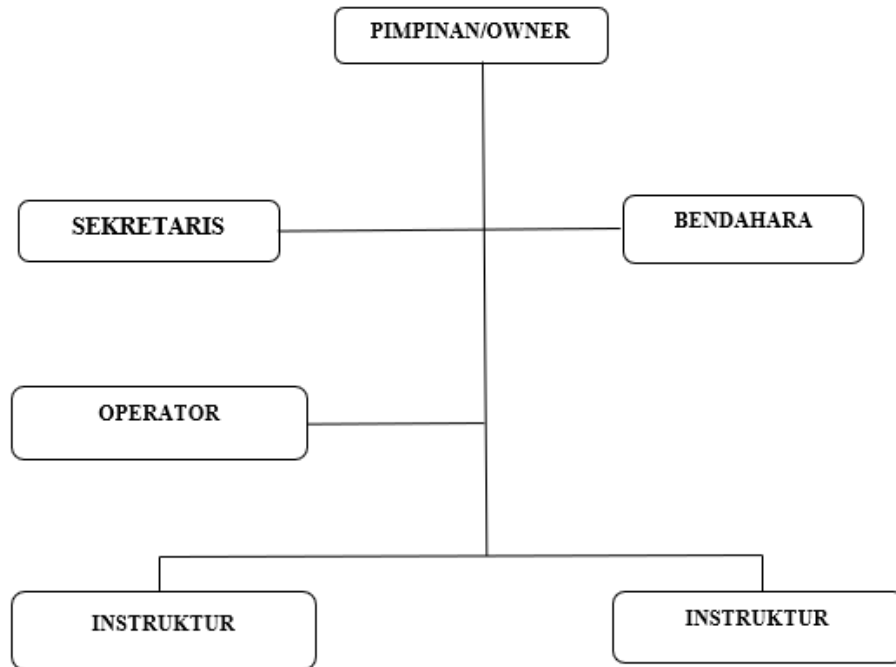 PIMPINAN/OWNER
SEKRETARIS
BENDAHARA
OPERATOR
INSTRUKTUR
INSTRUKTUR